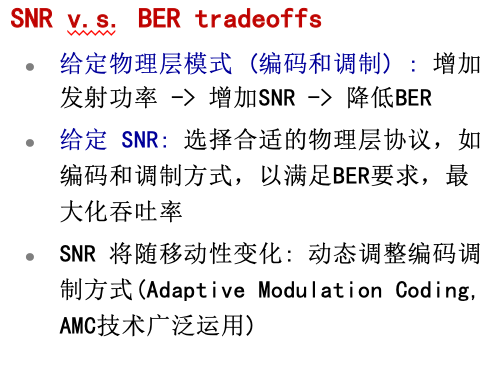 SNR v.s. BER tradeoffs
给定物理层模式 (编码和调制) : 增加
发射功率 -> 增加SNR -> 降低BER
给定 SNR: 选择合适的物理层协议，如
编码和调制方式，以满足BER要求，最
大化吞吐率
SNR 将随移动性变化: 动态调整编码调
制方式(Adaptive Modulation Coding,
AMC技术广泛运用)